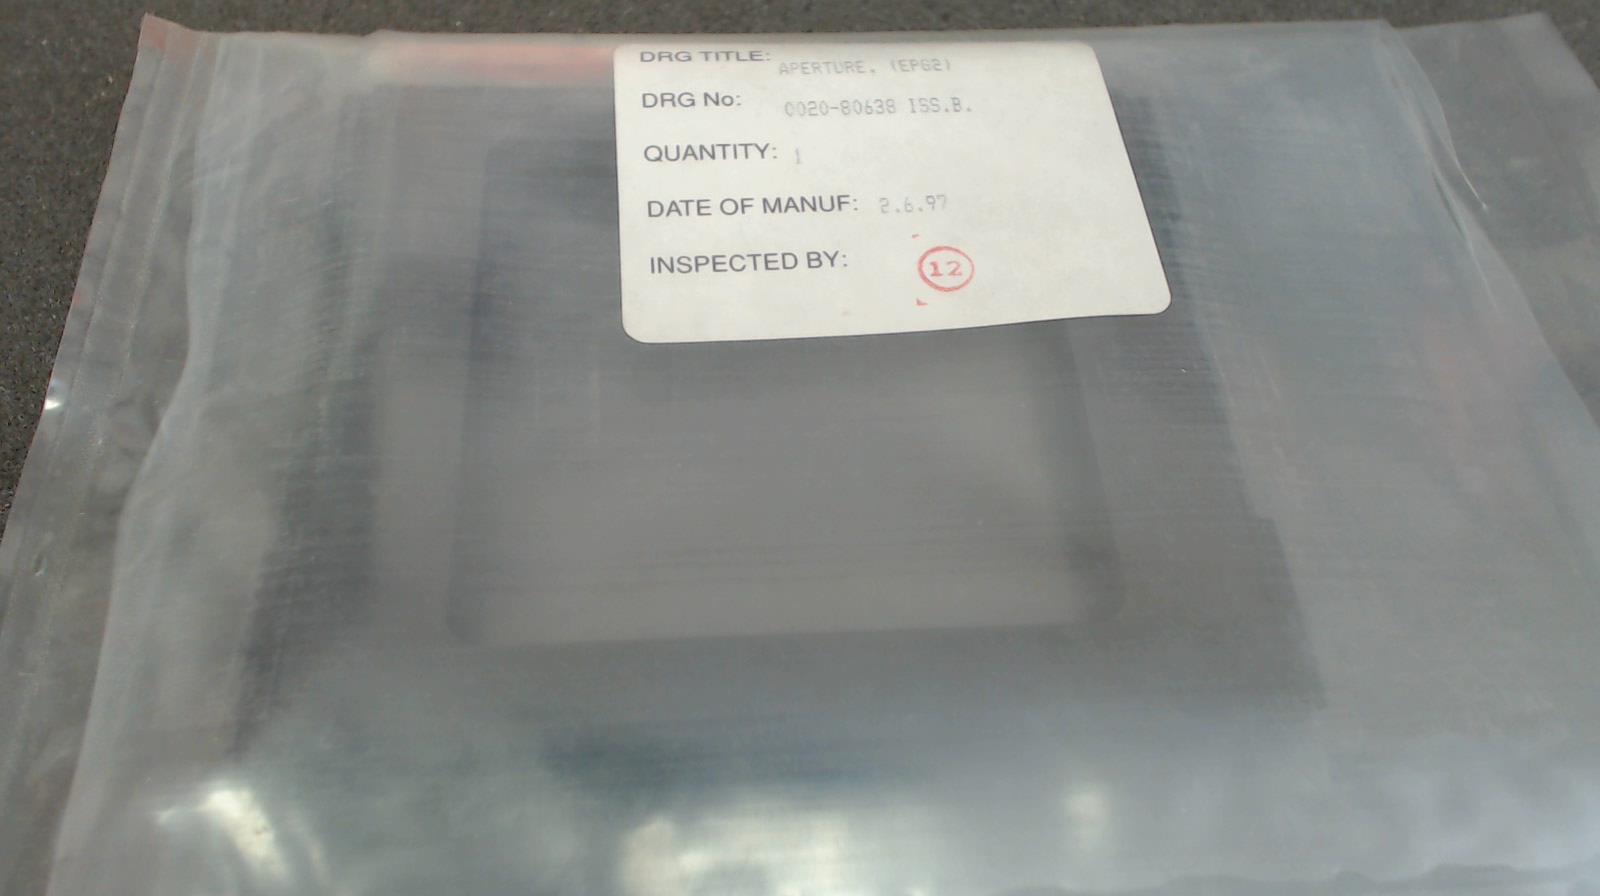 DRG TITLE: APERTURE. (EPG2)
DRG No: 0020-80638 ISS.B.
QUANTITY: 1
DATE OF MANUF: 2.6.97
INSPECTED BY: 12